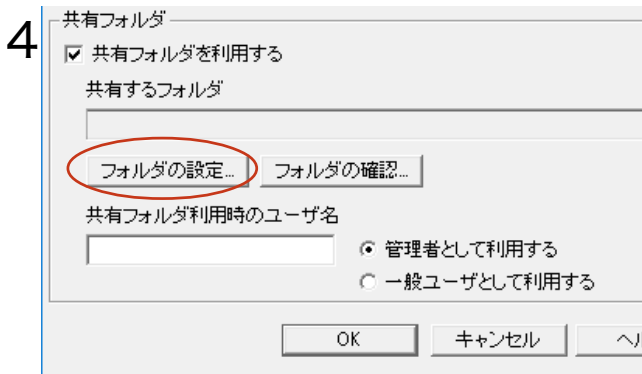 4
共有フォルダ
共有フォルダを利用する
共有するフォルダ
フォルダの設定... フォルダの確認...
共有フォルダ利用時のユーザ名
管理者として利用する
一般ユーザとして利用する
OK キャンセル ヘル